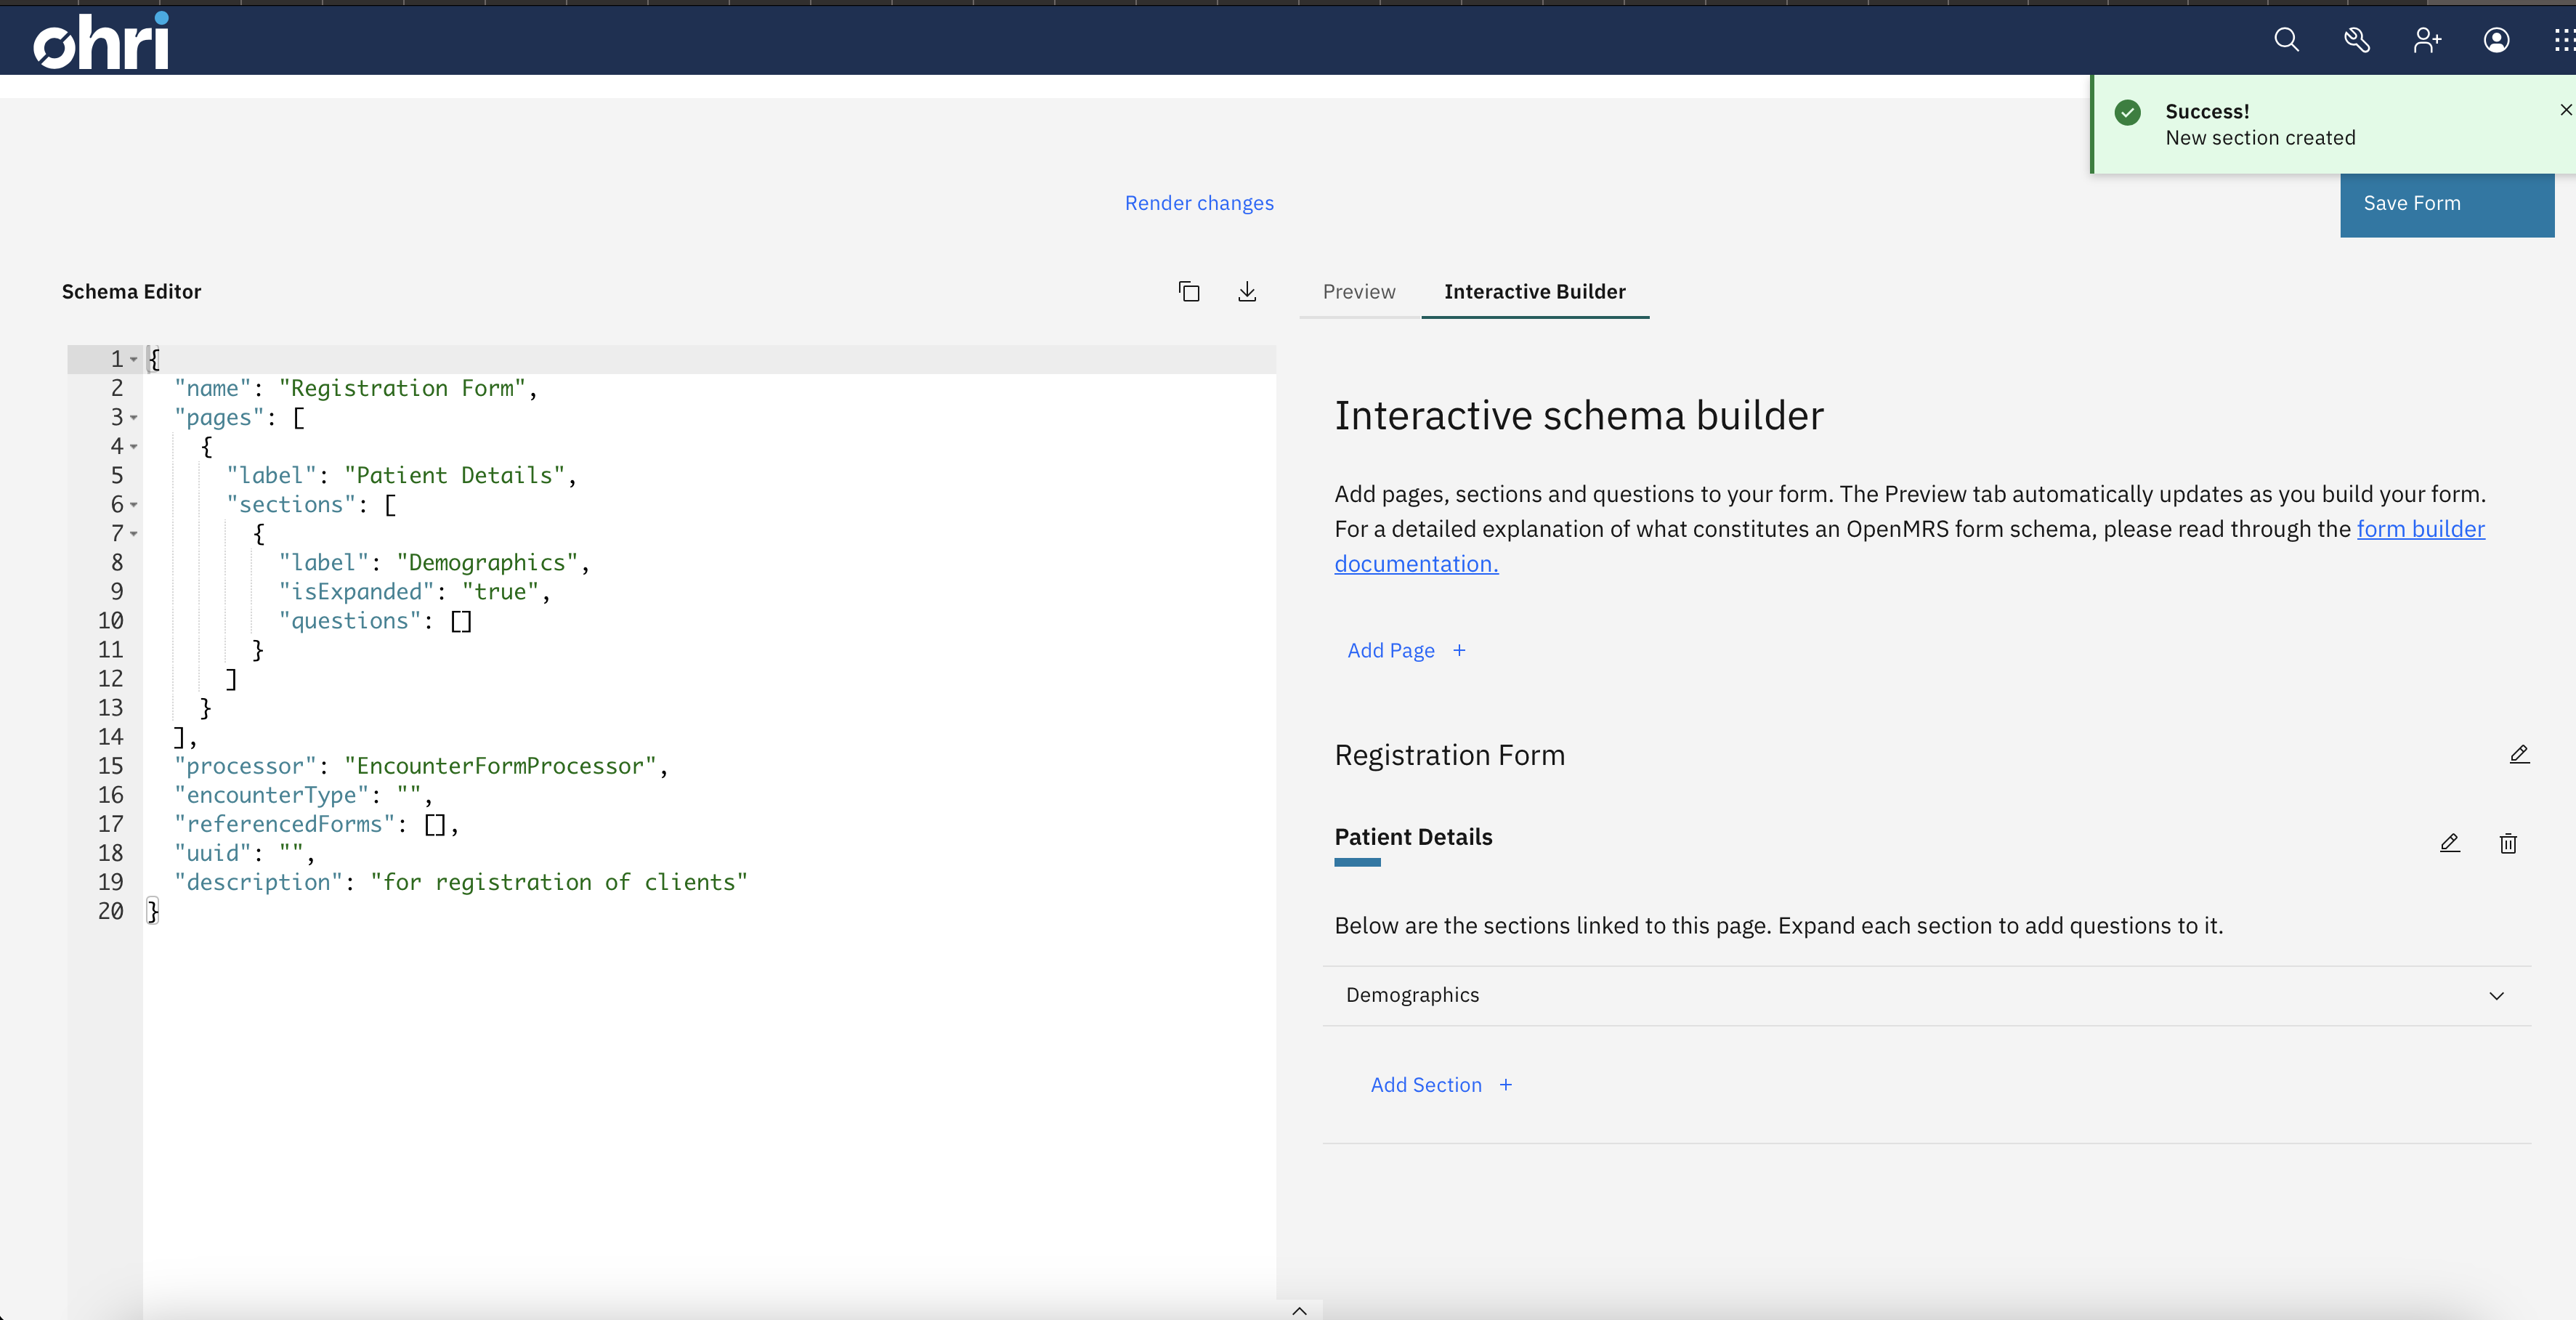 ohri
Success!
New section created
Render changes
Save Form
Schema Editor
Preview
Interactive Builder
1 {
2 "name": "Registration Form",
3 "pages": [
4 {
5 "label": "Patient Details",
6 "sections": [
7 {
8 "label": "Demographics",
9 "isExpanded": "true",
10 "questions": []
11 }
12 ]
13 }
14 ],
15 "processor": "EncounterFormProcessor",
16 "encounterType": "",
17 "referencedForms": [],
18 "uuid": "",
19 "description": "for registration of clients"
20 }
Interactive schema builder
Add pages, sections and questions to your form. The Preview tab automatically updates as you build your form.
For a detailed explanation of what constitutes an OpenMRS form schema, please read through the form builder
documentation.
Add Page +
Registration Form
Patient Details
Below are the sections linked to this page. Expand each section to add questions to it.
Demographics
Add Section +